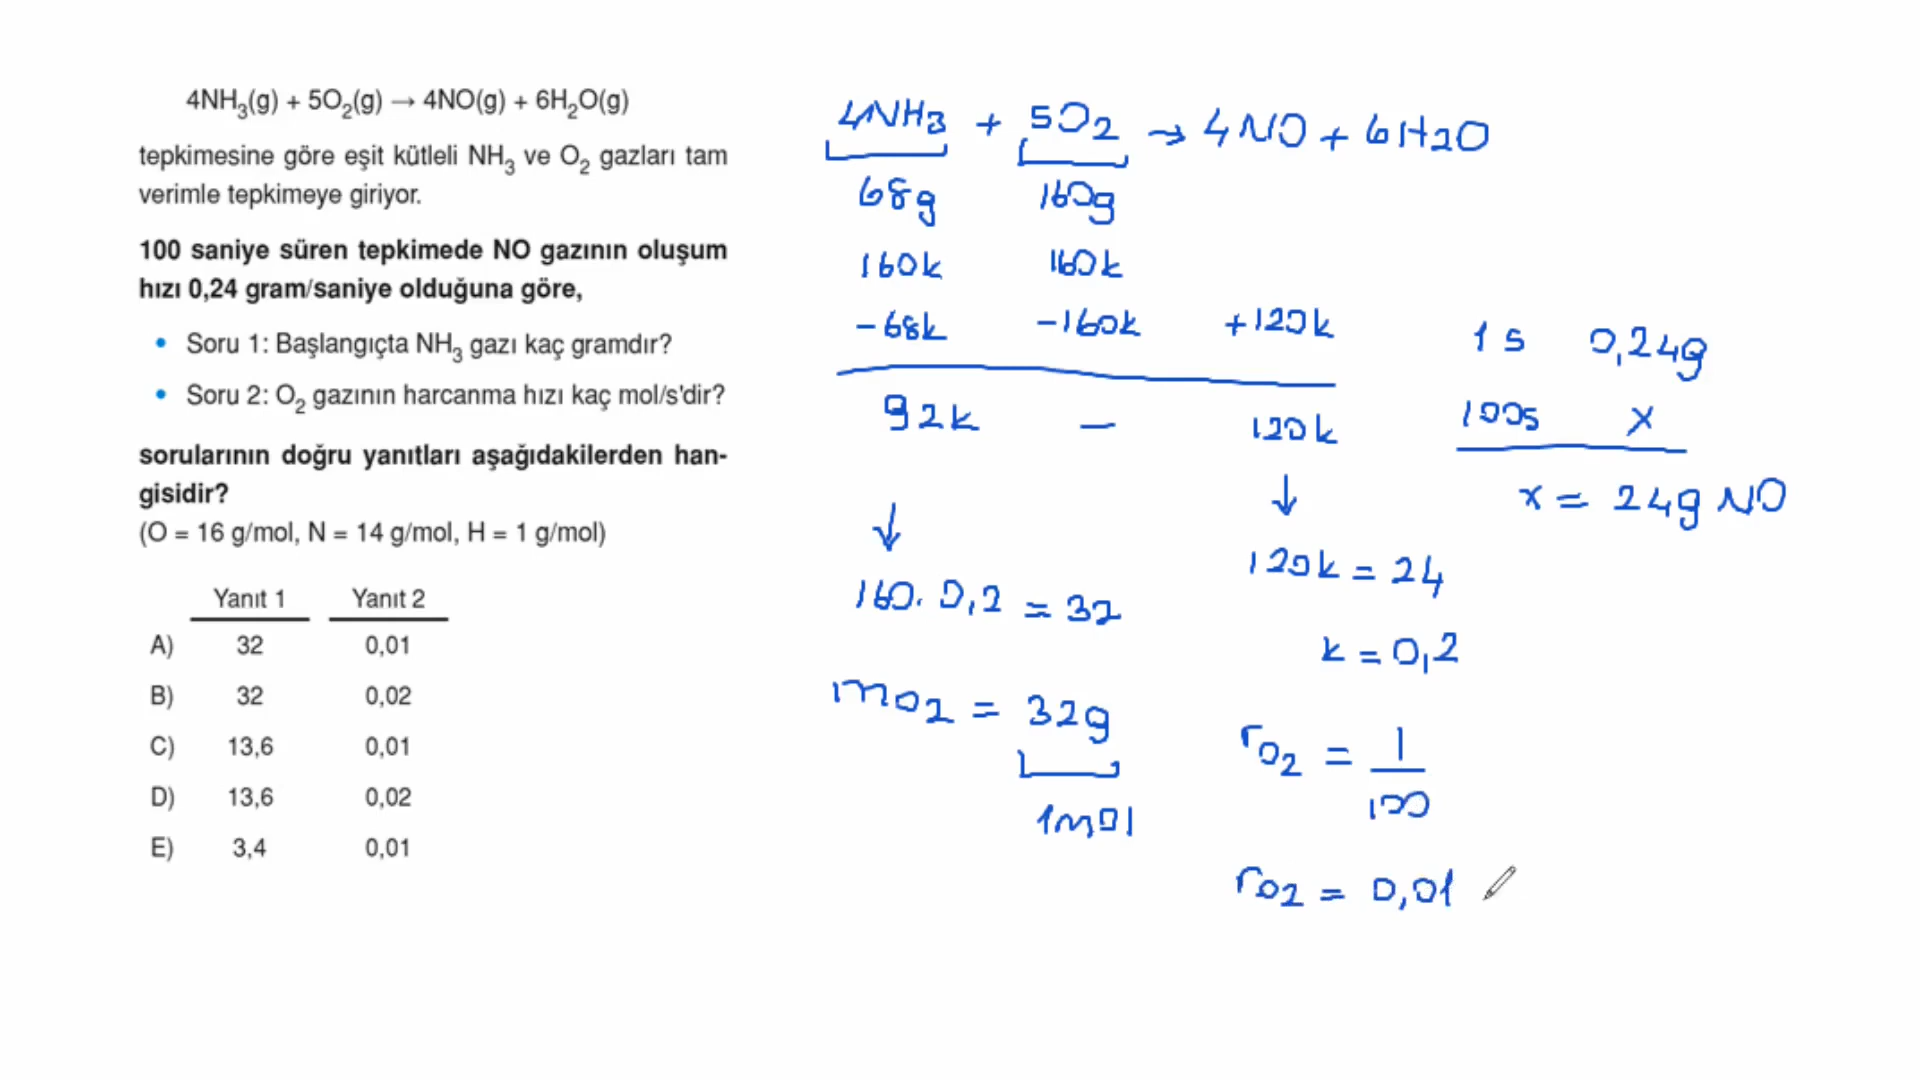 4NH₃(g) + 5O₂(g) → 4NO(g) + 6H₂O(g)
tepkimesine göre eşit kütleli NH₃ ve O₂ gazları tam
verimle tepkimeye giriyor.
100 saniye süren tepkimede NO gazının oluşum
hızı 0,24 gram/saniye olduğuna göre,
• Soru 1: Başlangıçta NH₃ gazı kaç gramdır?
• Soru 2: O₂ gazının harcanma hızı kaç mol/s'dir?
sorularının doğru yanıtları aşağıdakilerden han-
gisidir?
(O = 16 g/mol, N = 14 g/mol, H = 1 g/mol)
Yanıt 1 Yanıt 2
A) 32 0,01
B) 32 0,02
C) 13,6 0,01
D) 13,6 0,02
E) 3,4 0,01
4NH3 + 5O2 → 4NO + 6H2O
68g 160g
160k 160k
-68k -160k +120k
92k — 120k
↓ ↓
160. 0,2 = 32
120k = 24
k = 0,2
mO2 = 32g
1mol
rO2 = 1/100
rO2 = 0,01
1s 0,24g
100s x
x = 24g NO